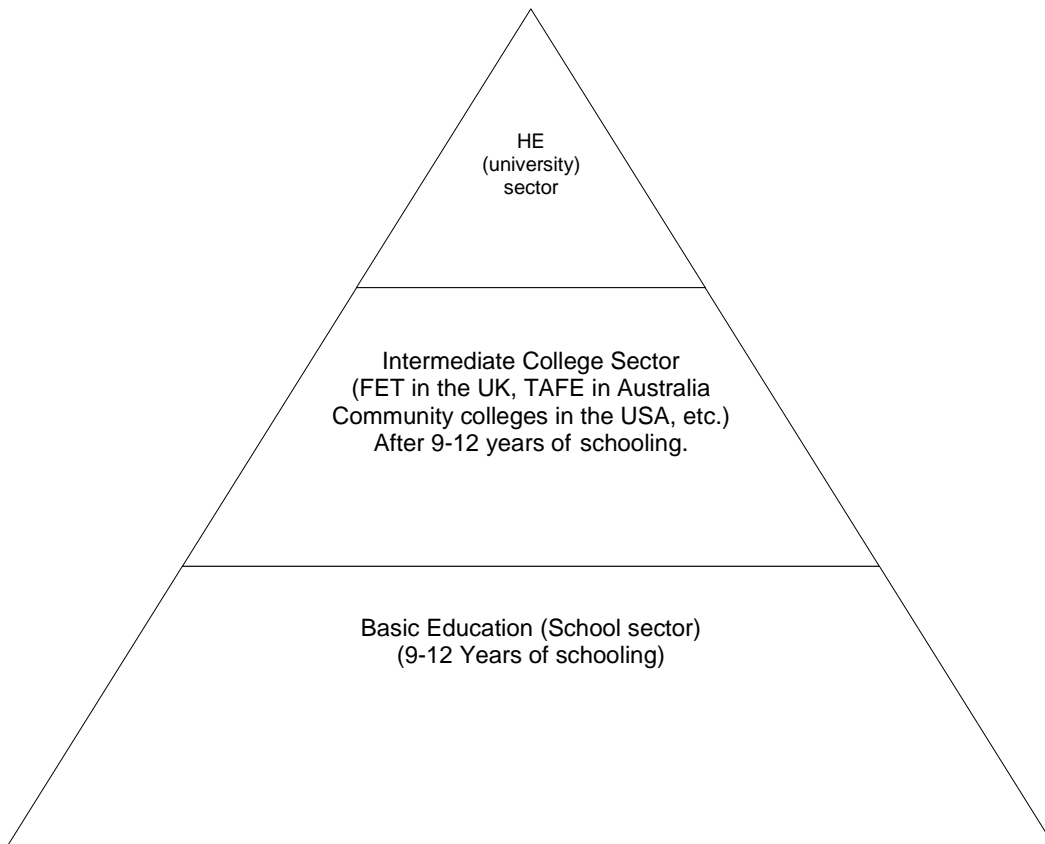 HE
(university)
sector
Intermediate College Sector
(FET in the UK, TAFE in Australia
Community colleges in the USA, etc.)
After 9-12 years of schooling.
Basic Education (School sector)
(9-12 Years of schooling)